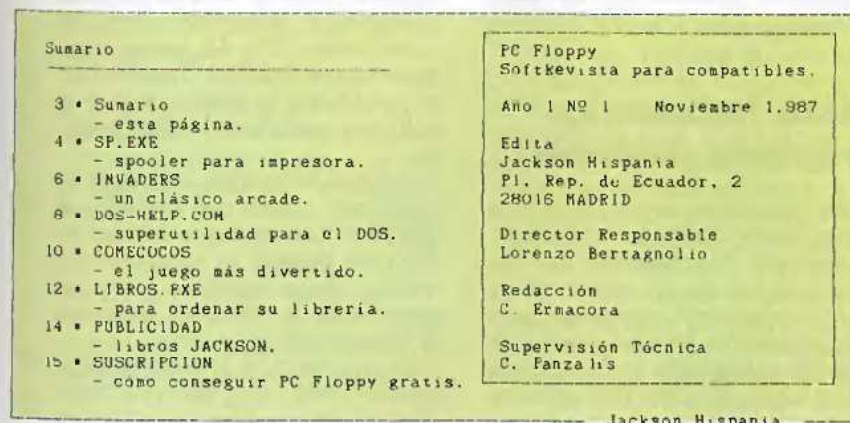 Sumario
3 • Sumario
- esta página.
4 • SP.EXE
- spooler para impresora.
6 • INVADERS
- un clásico arcade.
8 • DOS-HELP.COM
- superutilidad para el DOS.
10 • COMECOCOS
- el juego más divertido.
12 • LIBROS.EXE
- para ordenar su librería.
14 • PUBLICIDAD
- libros JACKSON.
15 • SUSCRIPCION
- cómo conseguir PC Floppy gratis.
PC Floppy
Softkevista para compatibles.
Año 1 Nº 1 Noviembre 1.987
Edita
Jackson Hispania
Pl. Rep. de Ecuador, 2
28016 MADRID
Director Responsable
Lorenzo Bertagnolio
Redacción
C. Ermacora
Supervisión Técnica
C. Panzalis
Jackson Hispania